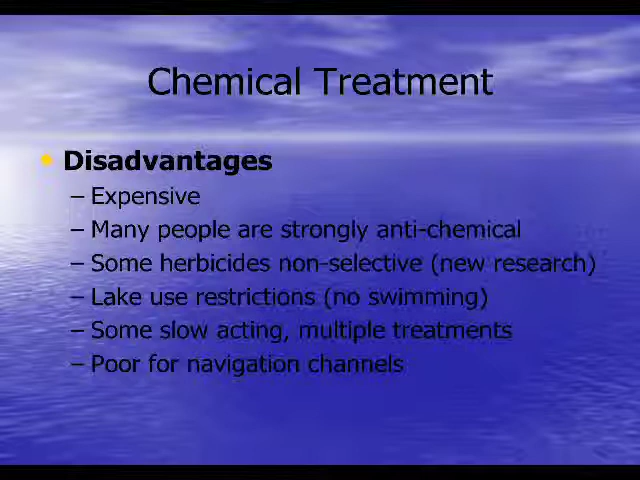 Chemical Treatment
• Disadvantages
– Expensive
– Many people are strongly anti-chemical
– Some herbicides non-selective (new research)
– Lake use restrictions (no swimming)
– Some slow acting, multiple treatments
– Poor for navigation channels